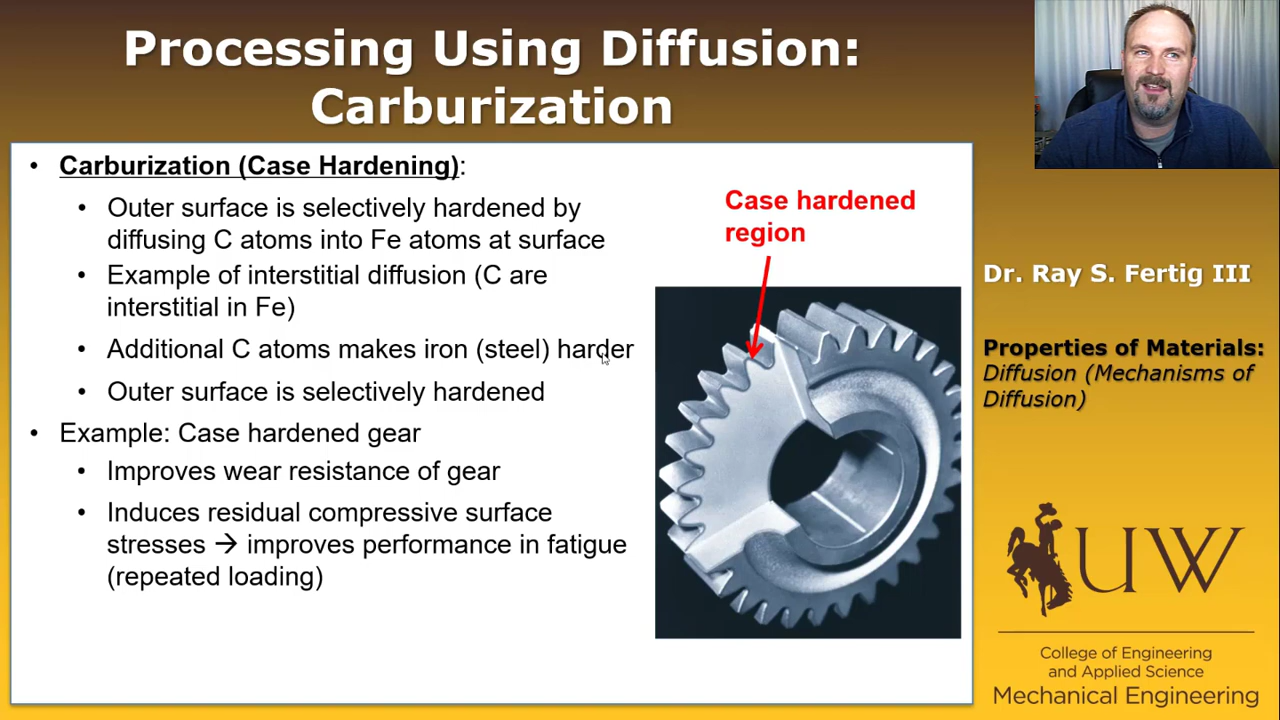 Processing Using Diffusion:
Carburization
• Carburization (Case Hardening):
• Outer surface is selectively hardened by
diffusing C atoms into Fe atoms at surface
• Example of interstitial diffusion (C are
interstitial in Fe)
• Additional C atoms makes iron (steel) harder
• Outer surface is selectively hardened
• Example: Case hardened gear
• Improves wear resistance of gear
• Induces residual compressive surface
stresses → improves performance in fatigue
(repeated loading)
Case hardened
region
Dr. Ray S. Fertig III
Properties of Materials:
Diffusion (Mechanisms of
Diffusion)
UW
College of Engineering
and Applied Science
Mechanical Engineering